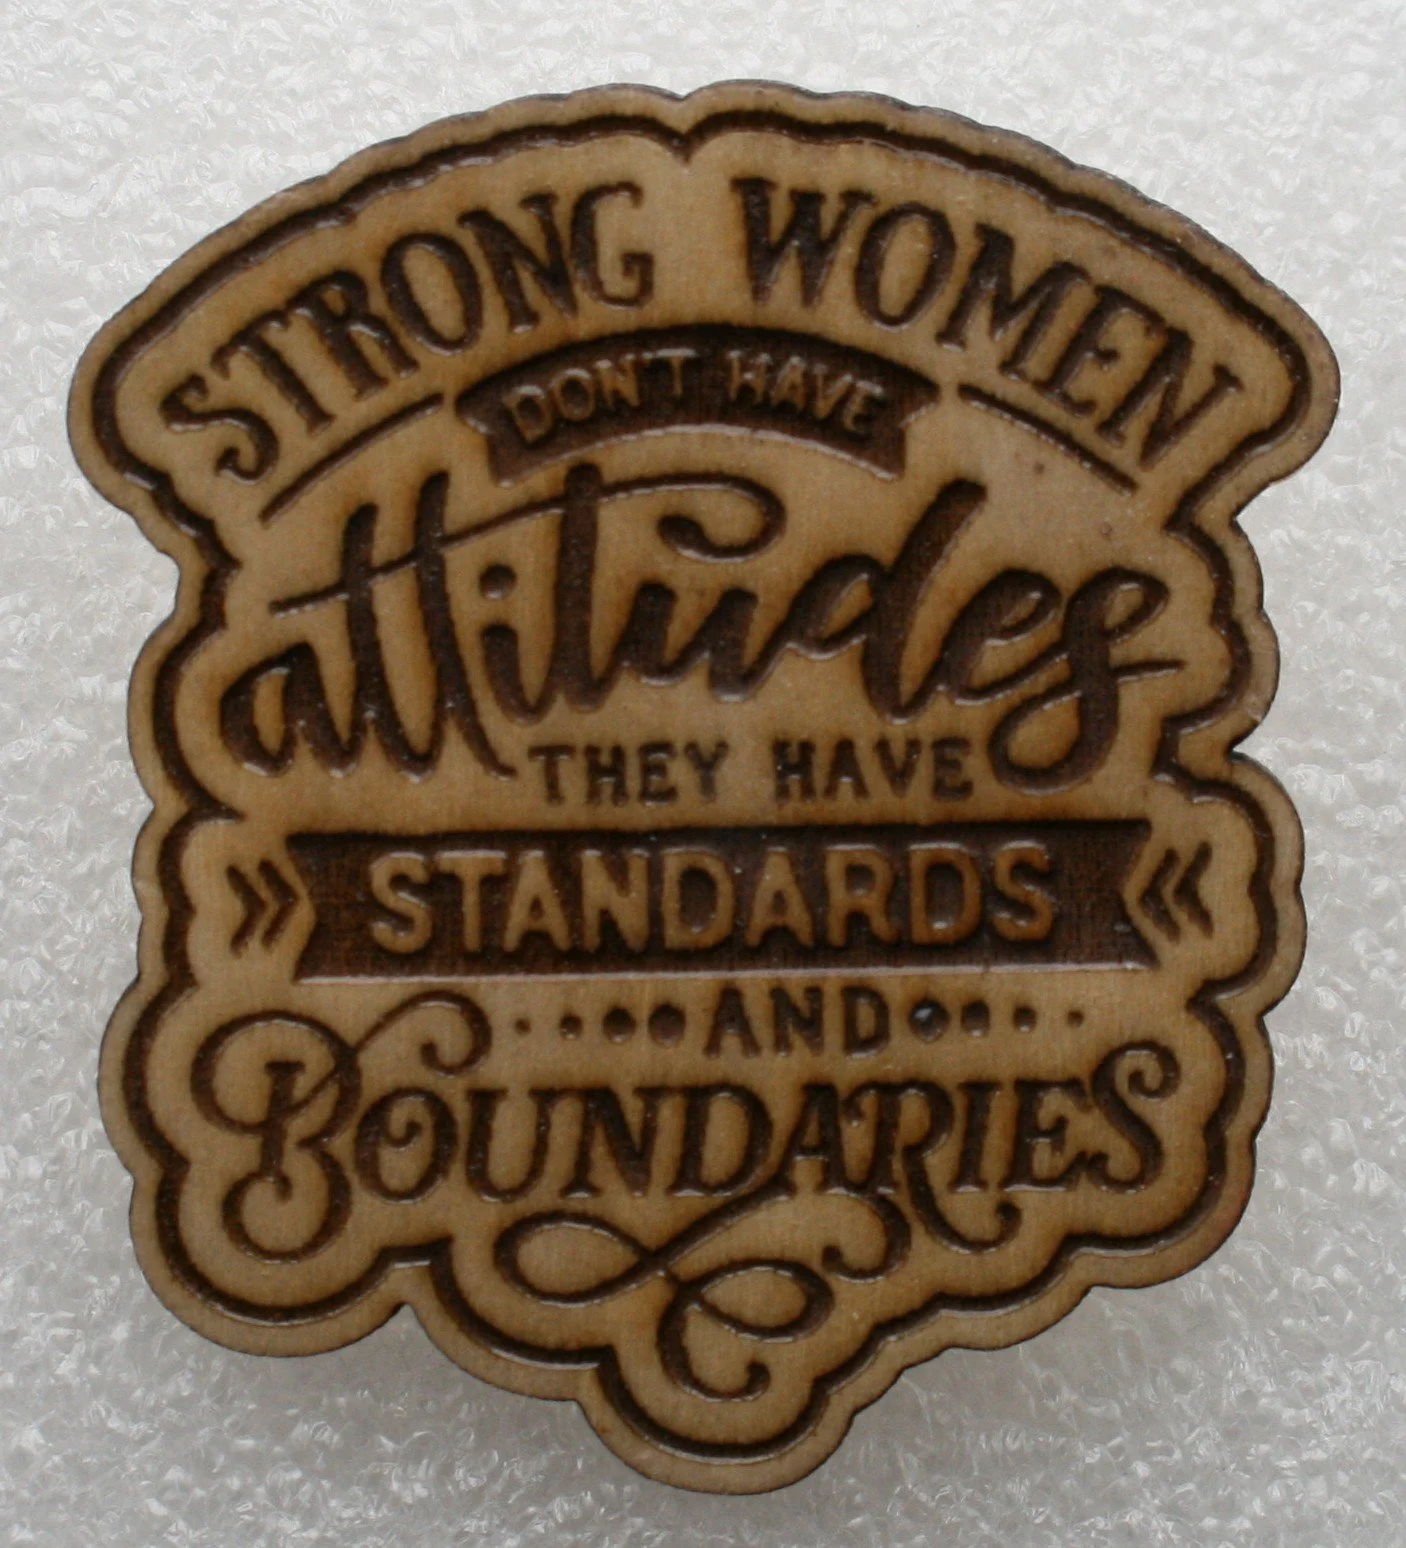 STRONG WOMEN
DON'T HAVE
attitudes
THEY HAVE
STANDARDS
AND
BOUNDARIES